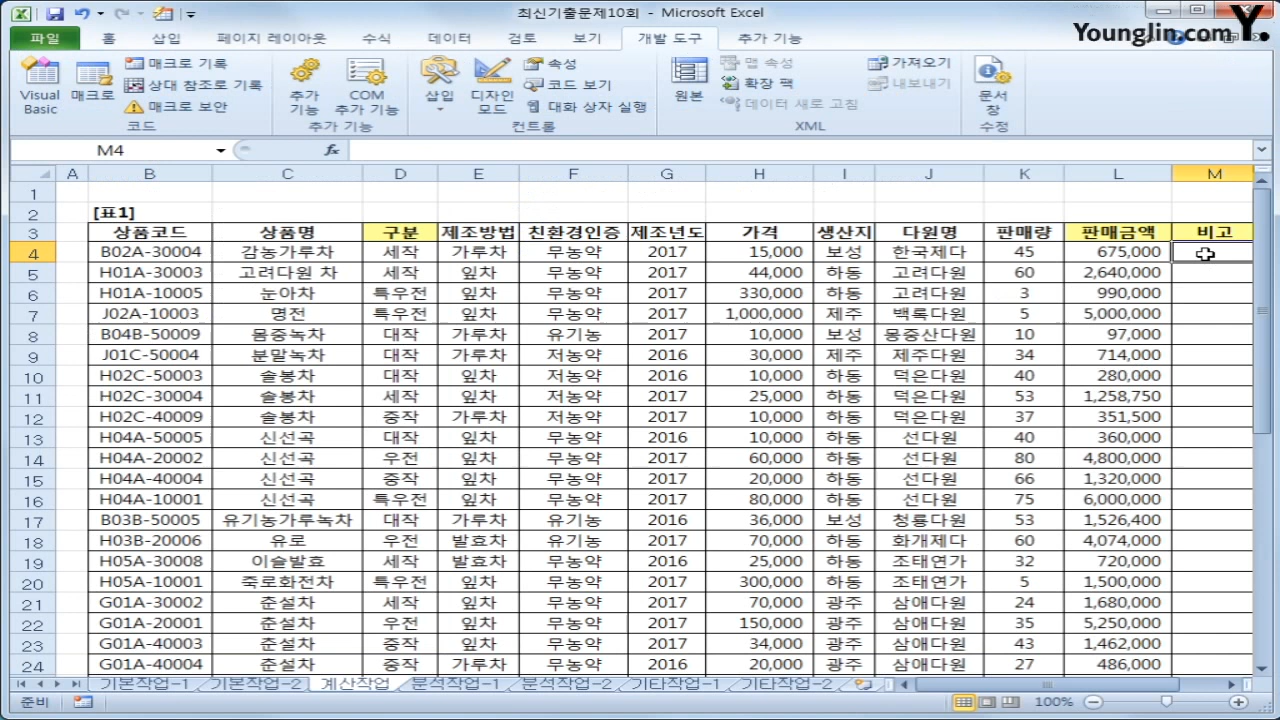 최신기출문제10회 - Microsoft Excel
Younglin.com Y.
파일 홈 삽입 페이지 레이아웃 수식 데이터 검토 보기 개발 도구 추가 기능
Visual Basic
매크로
매크로 기록
상대 참조로 기록
매크로 보안
코드
추가 기능
COM 추가 기능
추가 기능
삽입
디자인 모드
속성
코드 보기
대화 상자 실행
컨트롤
원본
맵 속성
확장 팩
데이터 새로 고침
가져오기
내보내기
XML
문서 창
수정
M4 fx
A B C D E F G H I J K L M
1
2 [표1]
3 상품코드 상품명 구분 제조방법 친환경인증 제조년도 가격 생산지 다원명 판매량 판매금액 비고
4 B02A-30004 감농가루차 세작 가루차 무농약 2017 15,000 보성 한국제다 45 675,000
5 H01A-30003 고려다원 차 세작 잎차 무농약 2017 44,000 하동 고려다원 60 2,640,000
6 H01A-10005 눈아차 특우전 잎차 무농약 2017 330,000 하동 고려다원 3 990,000
7 J02A-10003 명전 특우전 잎차 무농약 2017 1,000,000 제주 백록다원 5 5,000,000
8 B04B-50009 몸중녹차 대작 가루차 유기농 2017 10,000 보성 몽중산다원 10 97,000
9 J01C-50004 분말녹차 대작 가루차 저농약 2016 30,000 제주 제주다원 34 714,000
10 H02C-50003 솔봉차 대작 잎차 저농약 2016 10,000 하동 덕은다원 40 280,000
11 H02C-30004 솔봉차 세작 잎차 저농약 2017 25,000 하동 덕은다원 53 1,258,750
12 H02C-40009 솔봉차 중작 가루차 저농약 2017 10,000 하동 덕은다원 37 351,500
13 H04A-50005 신선곡 대작 잎차 무농약 2016 10,000 하동 선다원 40 360,000
14 H04A-20002 신선곡 우전 잎차 무농약 2017 60,000 하동 선다원 80 4,800,000
15 H04A-40004 신선곡 중작 잎차 무농약 2017 20,000 하동 선다원 66 1,320,000
16 H04A-10001 신선곡 특우전 잎차 무농약 2017 80,000 하동 선다원 75 6,000,000
17 B03B-50005 유기농가루녹차 대작 가루차 유기농 2016 36,000 보성 청룡다원 53 1,526,400
18 H03B-20006 유로 우전 발효차 유기농 2017 70,000 하동 화개제다 60 4,074,000
19 H05A-30008 이슬발효 세작 발효차 무농약 2016 25,000 하동 조태연가 32 720,000
20 H05A-10001 죽로화전차 특우전 잎차 무농약 2017 300,000 하동 조태연가 5 1,500,000
21 G01A-30002 춘설차 세작 잎차 무농약 2017 70,000 광주 삼애다원 24 1,680,000
22 G01A-20001 춘설차 우전 잎차 무농약 2017 150,000 광주 삼애다원 35 5,250,000
23 G01A-40003 춘설차 중작 잎차 무농약 2017 34,000 광주 삼애다원 43 1,462,000
24 G01A-40004 춘설차 중작 가루차 무농약 2016 20,000 광주 삼애다원 27 486,000
기본작업-1 기본작업-2 계산작업 분석작업-1 분석작업-2 기타작업-1 기타작업-2
준비 100%